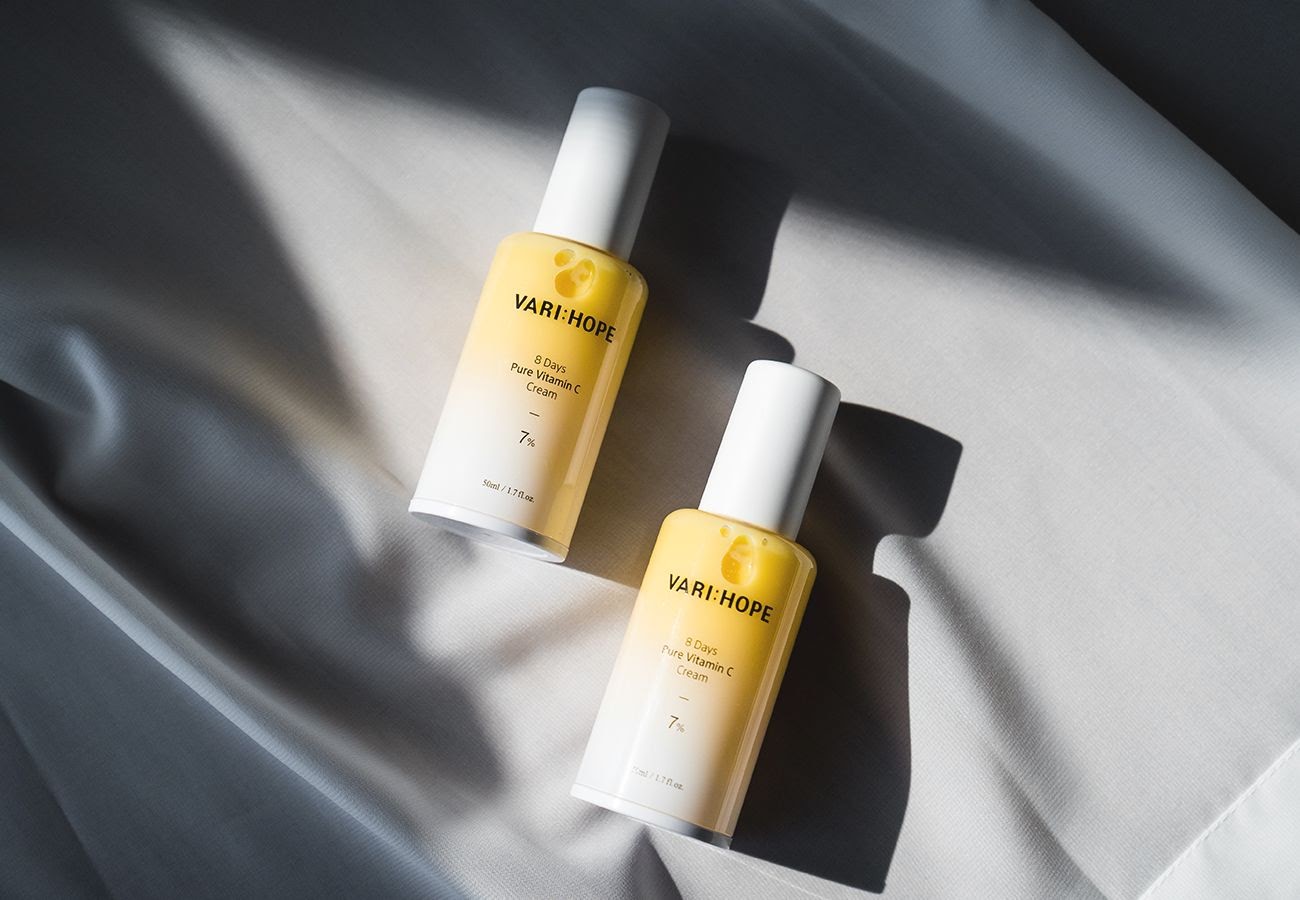 VARI:HOPE
8 Days
Pure Vitamin C
Cream
7%
50ml / 1.7 fl.oz.
VARI:HOPE
8 Days
Pure Vitamin C
Cream
7%
50ml / 1.7 fl.oz.